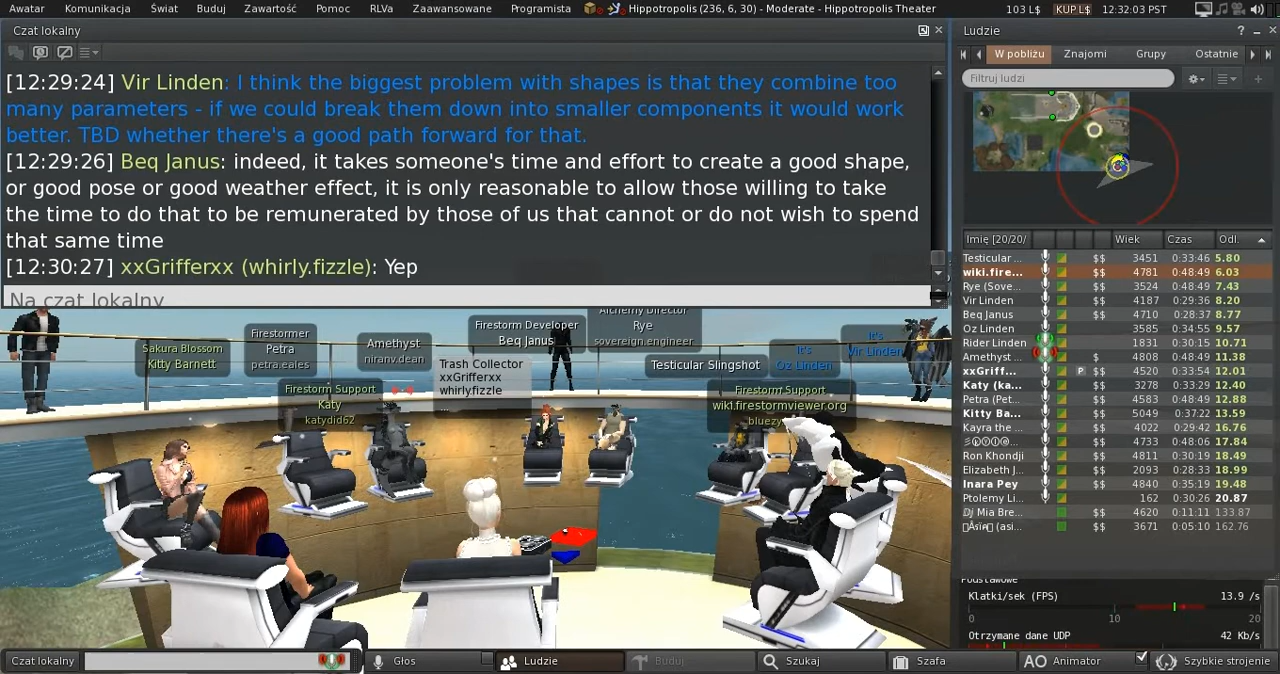 Awatar Komunikacja Świat Buduj Zawartość Pomoc RLVa Zaawansowane Programista Hippotropolis (236, 6, 30) - Moderate - Hippotropolis Theater 103 L$ KUP L$ 12:32:03 PST
Czat lokalny
[12:29:24] Vir Linden: I think the biggest problem with shapes is that they combine too
many parameters - if we could break them down into smaller components it would work
better. TBD whether there's a good path forward for that.
[12:29:26] Beq Janus: indeed, it takes someone's time and effort to create a good shape,
or good pose or good weather effect, it is only reasonable to allow those willing to take
the time to do that to be remunerated by those of us that cannot or do not wish to spend
that same time
[12:30:27] xxGrifferxx (whirly.fizzle): Yep
Na czat lokalny
Ludzie
W pobliżu Znajomi Grupy Ostatnie
Filtruj ludzi
Imię [20/20/ Wiek Czas Odl.
Testicular ... $$ 3451 0:33:46 5.80
wiki.fire... $$ 4781 0:48:49 6.03
Rye (Sove... $$ 3524 0:48:49 7.43
Vir Linden $$ 4187 0:29:36 8.20
Beq Janus $$ 4710 0:28:37 8.77
Oz Linden 3585 0:34:55 9.57
Rider Linden 1831 0:30:15 10.71
Amethyst ... $ 4808 0:48:49 11.38
xxGriff... P $$ 4520 0:33:54 12.01
Katy (ka... $$ 3278 0:33:29 12.40
Petra (Pet... $$ 4583 0:48:49 12.88
Kitty Ba... $$ 5049 0:37:22 13.59
Kayra the ... $$ 4022 0:29:42 16.76
$$ 4733 0:48:06 17.84
Ron Khondji $$ 4811 0:30:19 18.49
Elizabeth J... $$ 2093 0:28:33 18.99
Inara Pey $$ 4840 0:35:19 19.48
Ptolemy Li... 162 0:30:26 20.87
Dj Mia Bre... $$ 4620 0:11:11 133.87
(asi... $$ 3671 0:05:10 162.76
Podstawowe
Klatki/sek (FPS) 13.9 /s
0 10 20
Otrzymane dane UDP 42 Kb/s
Sakura Blossom
Kitty Barnett
Firestormer
Petra
petra.eales
Amethyst
niranv.dean
Firestorm Developer
Beq Janus
Alchemy Director
Rye
sovereign.engineer
It's
Vir Linden
It's
Oz Linden
Testicular Slingshot
Trash Collector
xxGrifferxx
whirly.fizzle
Firestorm Support
Katy
katydid62
Firestorm Support
wiki.firestormviewer.org
bluezy
Czat lokalny Głos Ludzie Buduj Szukaj Szafa AO Animator Szybkie strojenie